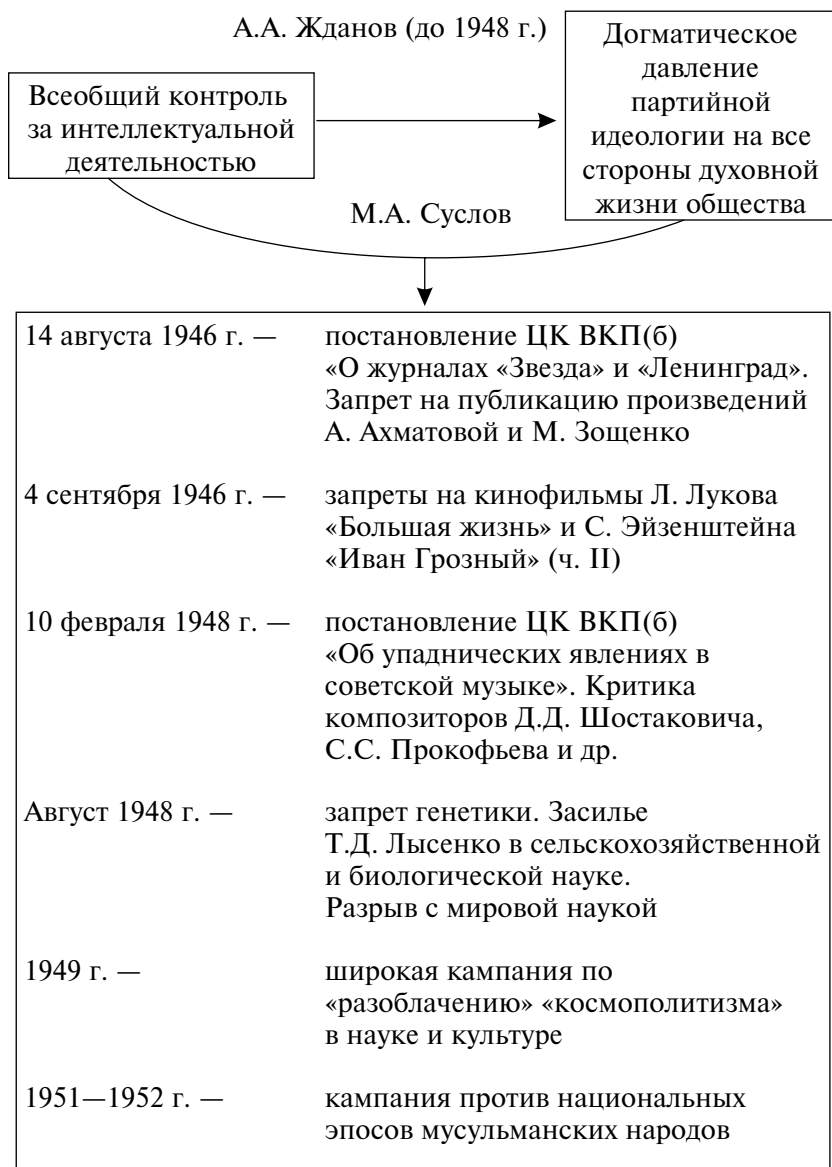 А.А. Жданов (до 1948 г.)
Всеобщий контроль
за интеллектуальной
деятельностью
Догматическое
давление
партийной
идеологии на все
стороны духовной
жизни общества
М.А. Суслов
14 августа 1946 г. — постановление ЦК ВКП(б)
«О журналах «Звезда» и «Ленинград».
Запрет на публикацию произведений
А. Ахматовой и М. Зощенко
4 сентября 1946 г. — запреты на кинофильмы Л. Лукова
«Большая жизнь» и С. Эйзенштейна
«Иван Грозный» (ч. II)
10 февраля 1948 г. — постановление ЦК ВКП(б)
«Об упаднических явлениях в
советской музыке». Критика
композиторов Д.Д. Шостаковича,
С.С. Прокофьева и др.
Август 1948 г. — запрет генетики. Засилье
Т.Д. Лысенко в сельскохозяйственной
и биологической науке.
Разрыв с мировой наукой
1949 г. — широкая кампания по
«разоблачению» «космополитизма»
в науке и культуре
1951—1952 г. — кампания против национальных
эпосов мусульманских народов